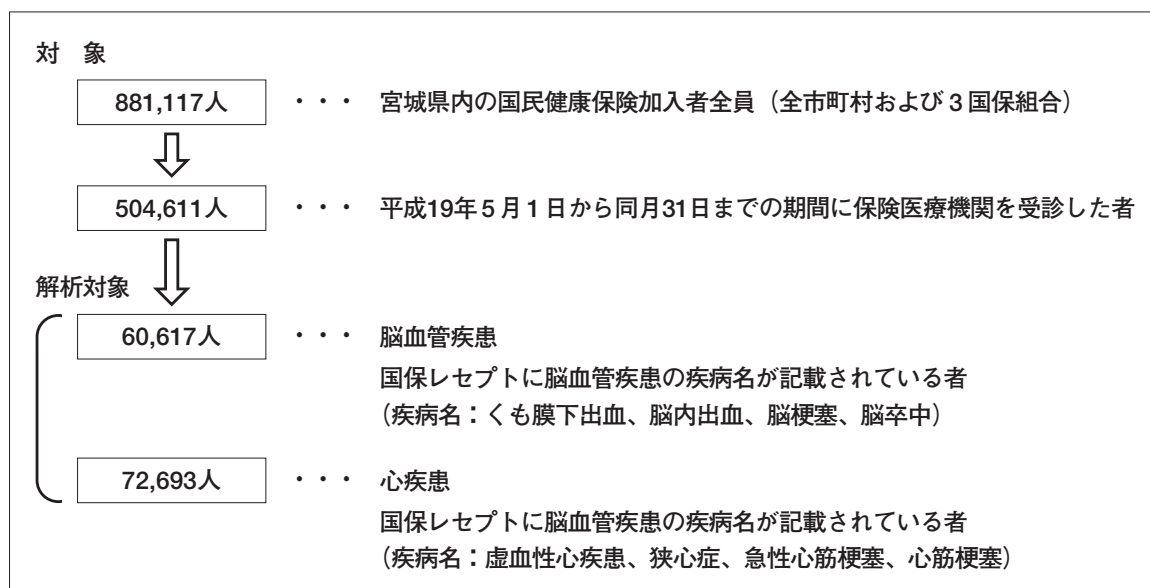 対　象
881,117人　・・・　宮城県内の国民健康保険加入者全員（全市町村および３国保組合）
504,611人　・・・　平成19年５月１日から同月31日までの期間に保険医療機関を受診した者
解析対象
60,617人　・・・　脳血管疾患
国保レセプトに脳血管疾患の疾病名が記載されている者
（疾病名：くも膜下出血、脳内出血、脳梗塞、脳卒中）
72,693人　・・・　心疾患
国保レセプトに脳血管疾患の疾病名が記載されている者
（疾病名：虚血性心疾患、狭心症、急性心筋梗塞、心筋梗塞）